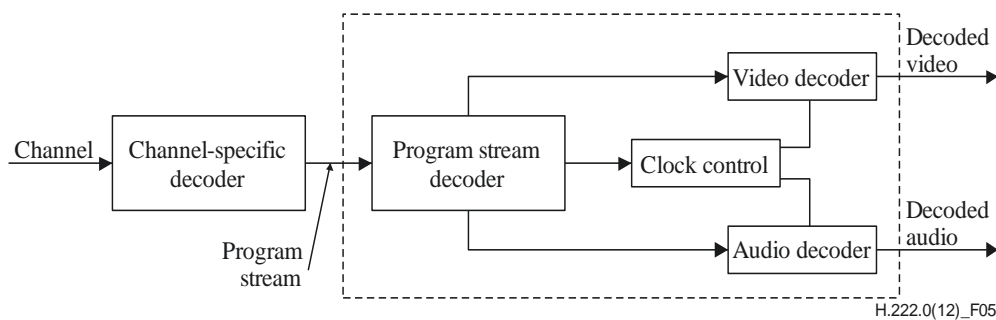 Channel
Channel-specific
decoder
Program
stream
Program stream
decoder
Clock control
Video decoder
Audio decoder
Decoded
video
Decoded
audio
H.222.0(12)_F05